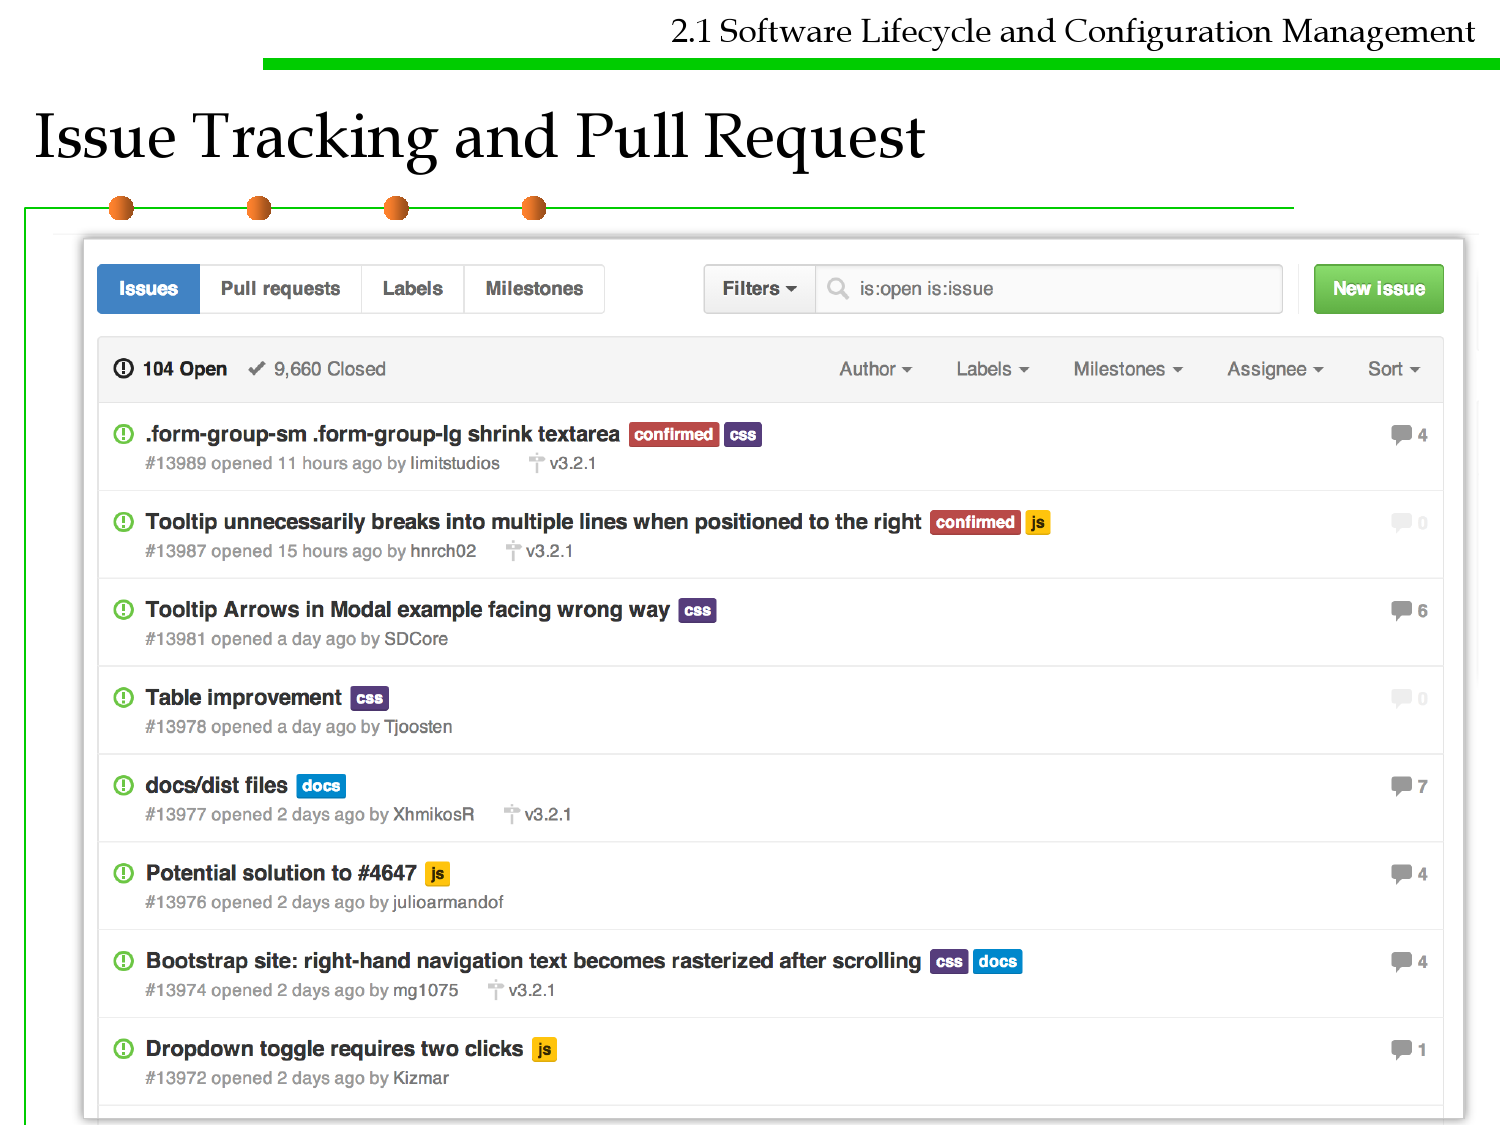 2.1 Software Lifecycle and Configuration Management
Issue Tracking and Pull Request
Issues Pull requests Labels Milestones Filters is:open is:issue New issue
104 Open 9,660 Closed Author Labels Milestones Assignee Sort
.form-group-sm .form-group-lg shrink textarea confirmed css 4
#13989 opened 11 hours ago by limitstudios v3.2.1
Tooltip unnecessarily breaks into multiple lines when positioned to the right confirmed js 0
#13987 opened 15 hours ago by hnrch02 v3.2.1
Tooltip Arrows in Modal example facing wrong way css 6
#13981 opened a day ago by SDCore
Table improvement css 0
#13978 opened a day ago by Tjoosten
docs/dist files docs 7
#13977 opened 2 days ago by XhmikosR v3.2.1
Potential solution to #4647 js 4
#13976 opened 2 days ago by julioarmandof
Bootstrap site: right-hand navigation text becomes rasterized after scrolling css docs 4
#13974 opened 2 days ago by mg1075 v3.2.1
Dropdown toggle requires two clicks js 1
#13972 opened 2 days ago by Kizmar